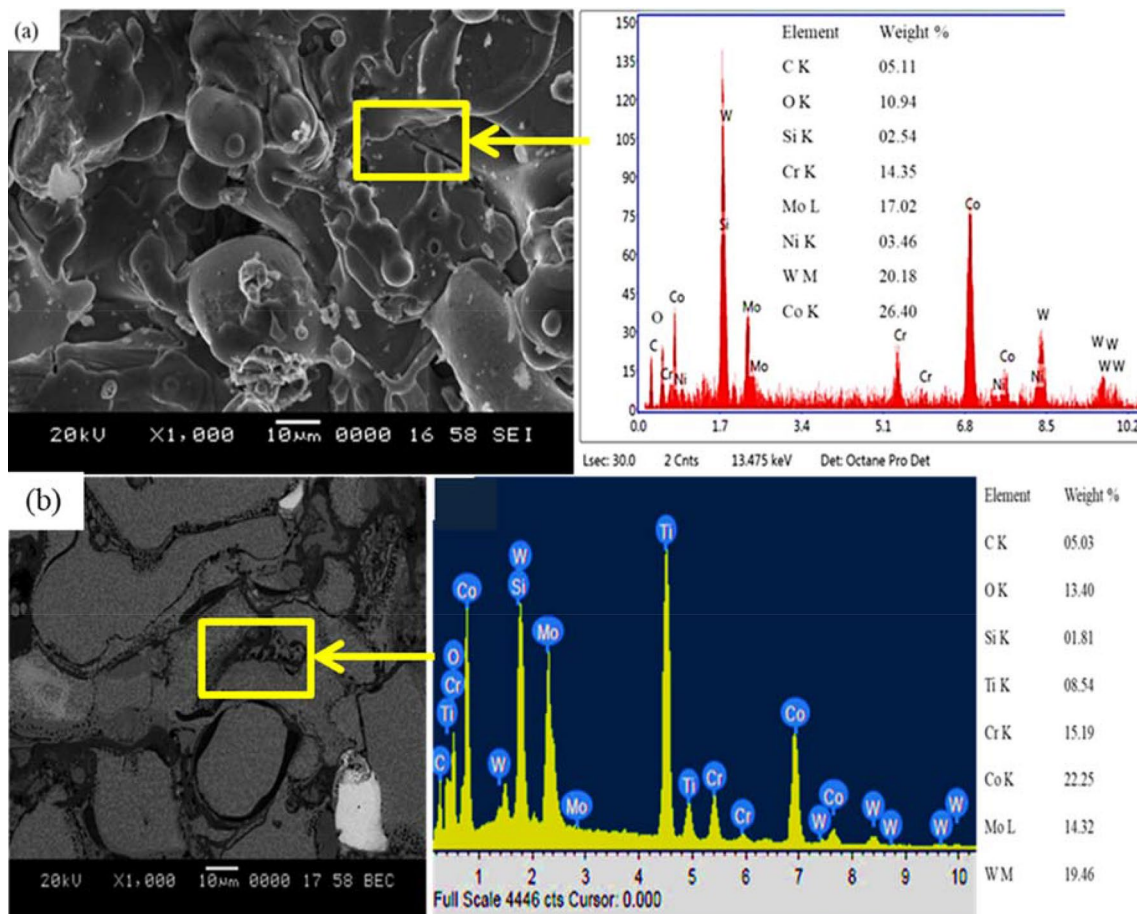 (a)
20kV X1,000 10μm 0000 16 58 SEI
150
135
120
105
90
75
60
45
30
15
0
Element Weight %
C K 05.11
O K 10.94
Si K 02.54
Cr K 14.35
Mo L 17.02
Ni K 03.46
W M 20.18
Co K 26.40
W
Si
Co
O
C
Cr
Ni
Mo
Mo
Cr
Cr
Co
Co
Ni
W
Ni
W W
W W
0.0 1.7 3.4 5.1 6.8 8.5 10.2
Lsec: 30.0 2 Cnts 13.475 keV Det: Octane Pro Det
(b)
20kV X1,000 10μm 0000 17 58 BEC
Ti
W
Co Si
Mo
O
Cr
Ti
C
W
Mo
Ti
Cr
Cr
Co
W
Co
W
W
W
W
1 2 3 4 5 6 7 8 9 10
Full Scale 4446 cts Cursor: 0.000
Element Weight %
C K 05.03
O K 13.40
Si K 01.81
Ti K 08.54
Cr K 15.19
Co K 22.25
Mo L 14.32
W M 19.46